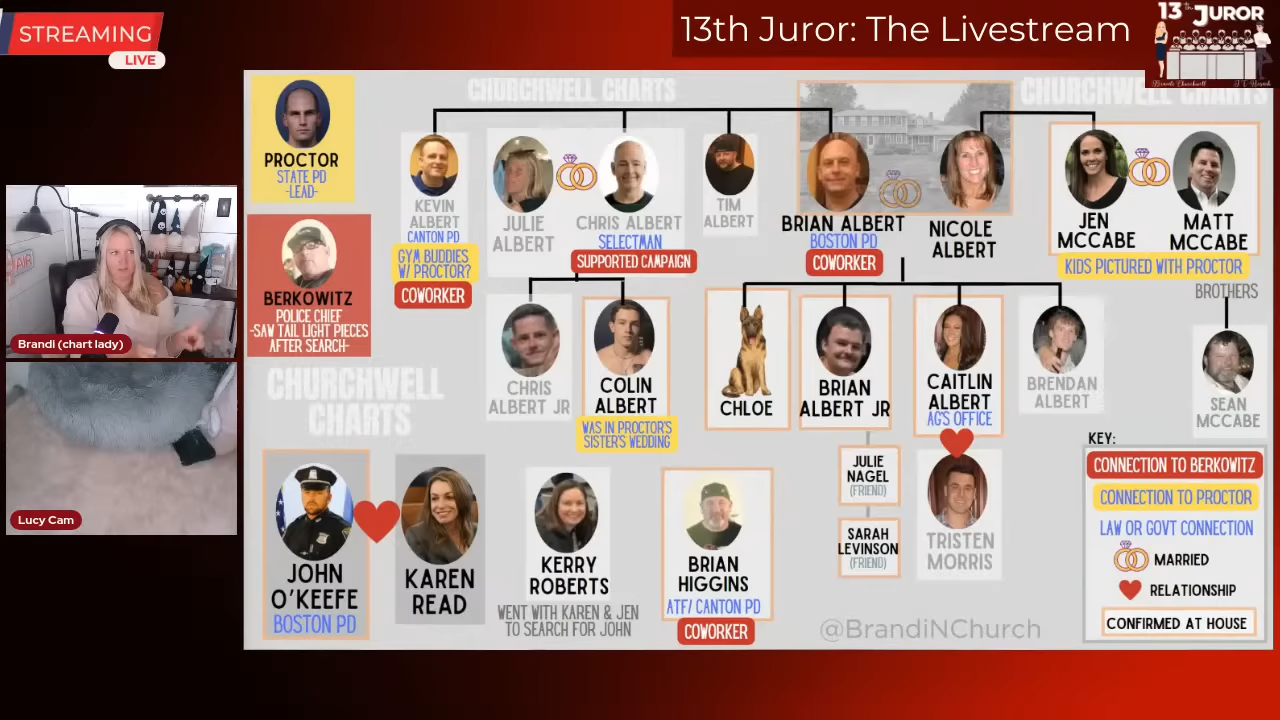 STREAMING
LIVE
13th Juror: The Livestream
13th JUROR
Brandi Churchwell
CHURCHWELL CHARTS
CHURCHWELL CHARTS
PROCTOR
STATE PD
-LEAD-
BERKOWITZ
POLICE CHIEF
-SAW TAIL LIGHT PIECES
AFTER SEARCH-
KEVIN
ALBERT
CANTON PD
GYM BUDDIES
W/ PROCTOR?
COWORKER
JULIE
ALBERT
CHRIS ALBERT
SELECTMAN
SUPPORTED CAMPAIGN
TIM
ALBERT
BRIAN ALBERT
BOSTON PD
COWORKER
NICOLE
ALBERT
JEN
MCCABE
MATT
MCCABE
KIDS PICTURED WITH PROCTOR
BROTHERS
SEAN
MCCABE
AIR
Brandi (chart lady)
Lucy Cam
CHURCHWELL
CHARTS
CHRIS
ALBERT JR
COLIN
ALBERT
WAS IN PROCTOR'S
SISTER'S WEDDING
CHLOE
BRIAN
ALBERT JR
JULIE
NAGEL
(FRIEND)
SARAH
LEVINSON
(FRIEND)
CAITLIN
ALBERT
AG'S OFFICE
TRISTEN
MORRIS
BRENDAN
ALBERT
JOHN
O'KEEFE
BOSTON PD
KAREN
READ
KERRY
ROBERTS
WENT WITH KAREN & JEN
TO SEARCH FOR JOHN
BRIAN
HIGGINS
ATF/ CANTON PD
COWORKER
@BrandiNChurch
KEY:
CONNECTION TO BERKOWITZ
CONNECTION TO PROCTOR
LAW OR GOVT CONNECTION
MARRIED
RELATIONSHIP
CONFIRMED AT HOUSE